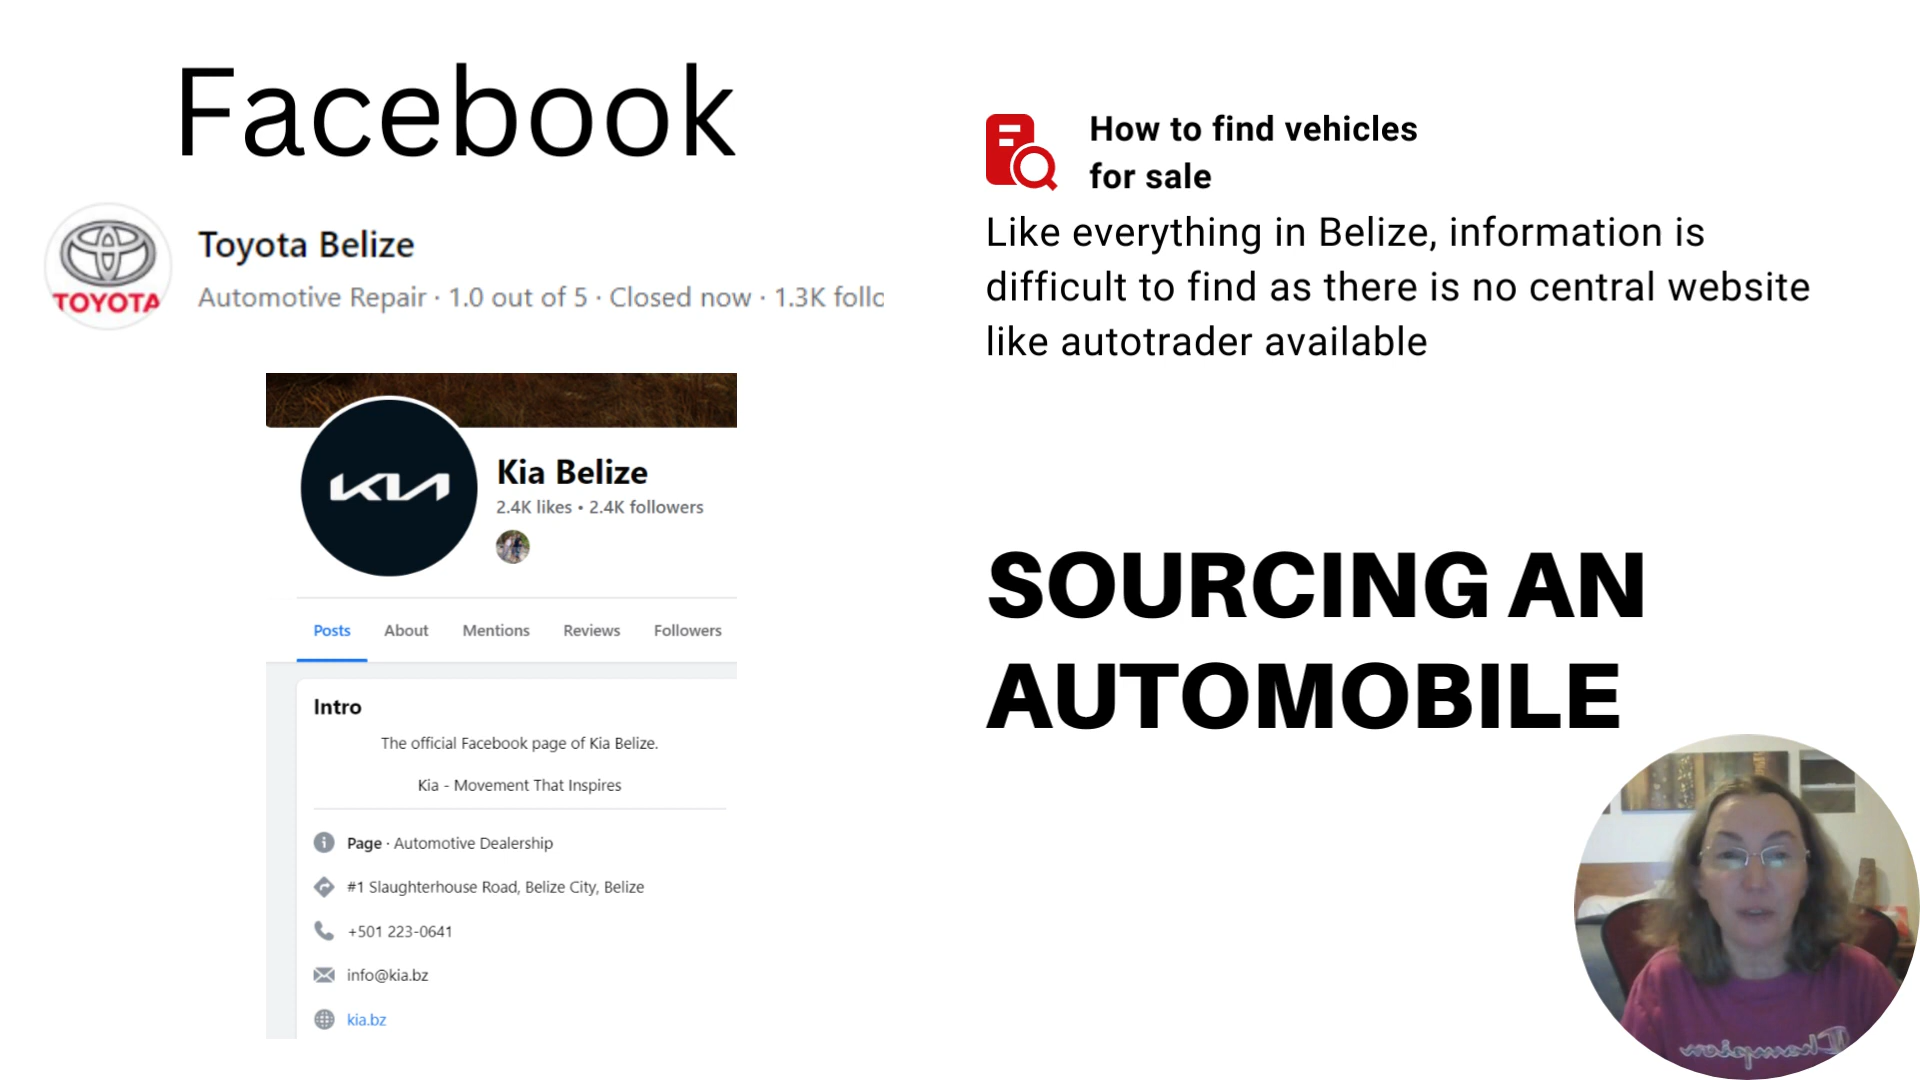 Facebook
TOYOTA
Toyota Belize
Automotive Repair · 1.0 out of 5 · Closed now · 1.3K
KIA
Kia Belize
2.4K likes • 2.4K followers
Posts About Mentions Reviews Followers
Intro
The official Facebook page of Kia Belize.
Kia - Movement That Inspires
Page · Automotive Dealership
#1 Slaughterhouse Road, Belize City, Belize
+501 223-0641
info@kia.bz
kia.bz
How to find vehicles
for sale
Like everything in Belize, information is
difficult to find as there is no central website
like autotrader available
SOURCING AN
AUTOMOBILE
Champion